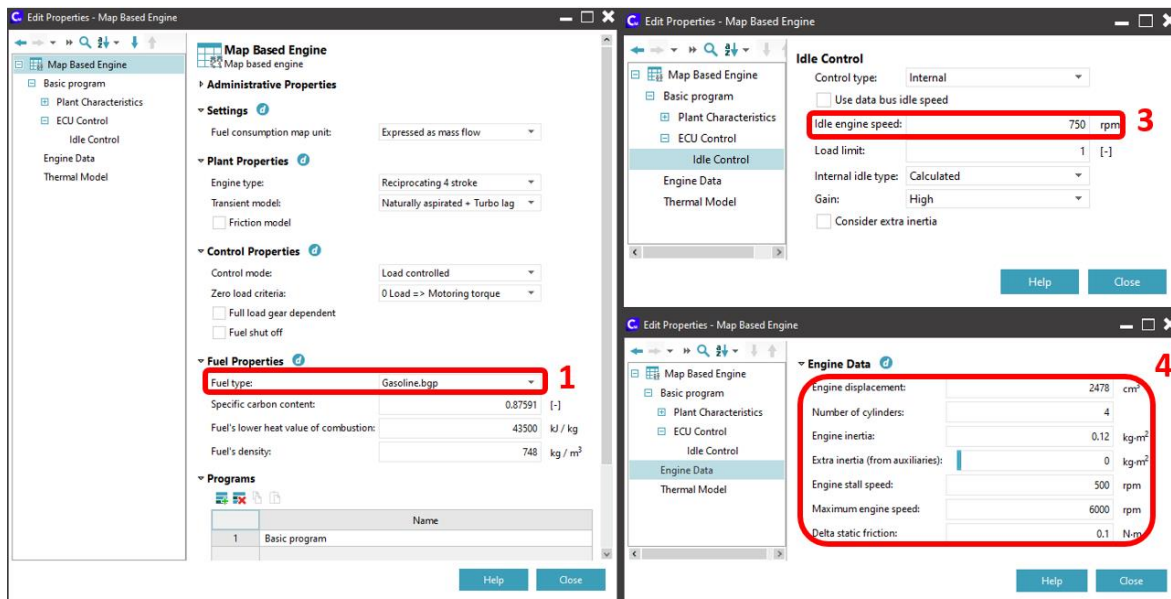 Edit Properties - Map Based Engine
Map Based Engine
Basic program
Plant Characteristics
ECU Control
Idle Control
Engine Data
Thermal Model
Map Based Engine
Map based engine
Administrative Properties
Settings d
Fuel consumption map unit: Expressed as mass flow
Plant Properties d
Engine type: Reciprocating 4 stroke
Transient model: Naturally aspirated + Turbo lag
Friction model
Control Properties d
Control mode: Load controlled
Zero load criteria: 0 Load => Motoring torque
Full load gear dependent
Fuel shut off
Fuel Properties d
Fuel type: Gasoline.bgp 1
Specific carbon content: 0.87591 [-]
Fuel's lower heat value of combustion: 43500 kJ / kg
Fuel's density: 748 kg / m³
Programs
Name
1 Basic program
Help Close
Edit Properties - Map Based Engine
Map Based Engine
Basic program
Plant Characteristics
ECU Control
Idle Control
Engine Data
Thermal Model
Idle Control
Control type: Internal
Use data bus idle speed
Idle engine speed: 750 rpm 3
Load limit: 1 [-]
Internal idle type: Calculated
Gain: High
Consider extra inertia
Help Close
Edit Properties - Map Based Engine
Map Based Engine
Basic program
Plant Characteristics
ECU Control
Idle Control
Engine Data
Thermal Model
Engine Data d 4
Engine displacement: 2478 cm³
Number of cylinders: 4
Engine inertia: 0.12 kg·m²
Extra inertia (from auxiliaries): 0 kg·m²
Engine stall speed: 500 rpm
Maximum engine speed: 6000 rpm
Delta static friction: 0.1 N·m
Help Close